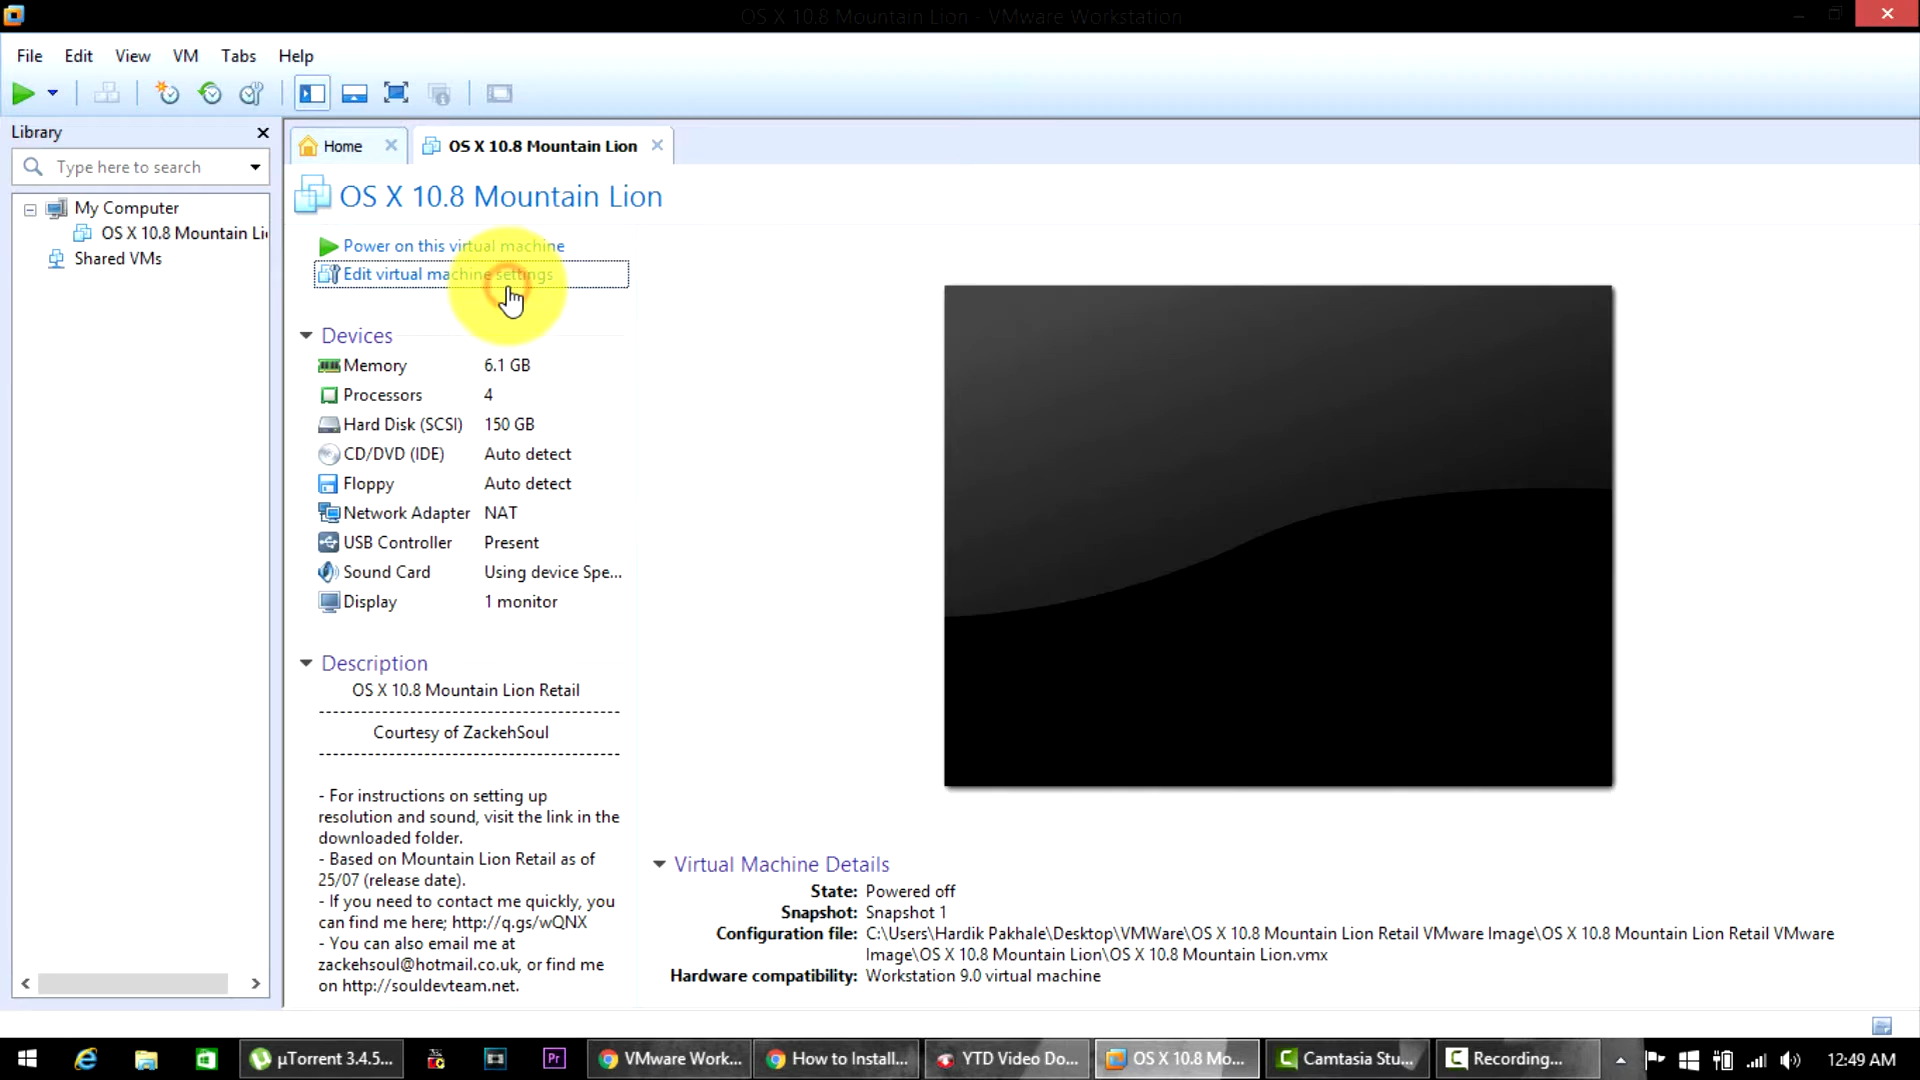 OS X 10.8 Mountain Lion - VMware Workstation
File Edit View VM Tabs Help
Library
Type here to search
My Computer
OS X 10.8 Mountain Li
Shared VMs
Home
OS X 10.8 Mountain Lion
OS X 10.8 Mountain Lion
Power on this virtual machine
Edit virtual machine settings
Devices
Memory 6.1 GB
Processors 4
Hard Disk (SCSI) 150 GB
CD/DVD (IDE) Auto detect
Floppy Auto detect
Network Adapter NAT
USB Controller Present
Sound Card Using device Spe...
Display 1 monitor
Description
OS X 10.8 Mountain Lion Retail
--------------------------------------------
Courtesy of ZackehSoul
--------------------------------------------
- For instructions on setting up
resolution and sound, visit the link in the
downloaded folder.
- Based on Mountain Lion Retail as of
25/07 (release date).
- If you need to contact me quickly, you
can find me here; http://q.gs/wQNX
- You can also email me at
zackehsoul@hotmail.co.uk, or find me
on http://souldevteam.net.
Virtual Machine Details
State: Powered off
Snapshot: Snapshot 1
Configuration file: C:\Users\Hardik Pakhale\Desktop\VMWare\OS X 10.8 Mountain Lion Retail VMware Image\OS X 10.8 Mountain Lion Retail VMware
Image\OS X 10.8 Mountain Lion\OS X 10.8 Mountain Lion.vmx
Hardware compatibility: Workstation 9.0 virtual machine
µTorrent 3.4.5...
Pr
VMware Work...
How to Install...
YTD Video Do...
OS X 10.8 Mo...
Camtasia Stu...
Recording...
12:49 AM